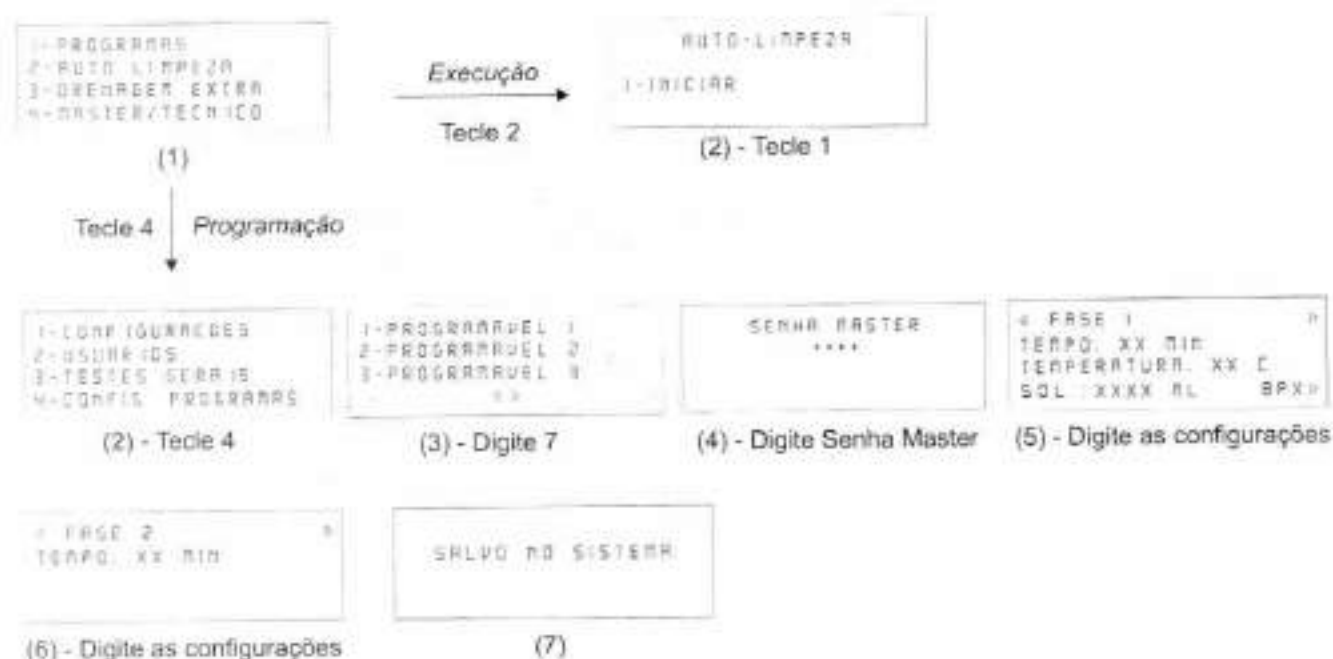 1-PROGRAMAS
2-AUTO LIMPEZA
3-DRENAGEM EXTRA
4-MASTER/TECNICO
(1)
Execução
Tecle 2
AUTO-LIMPEZA
1-INICIAR
(2) - Tecle 1
Tecle 4
Programação
1-CONFIGURACOES
2-USUARIOS
3-TESTES GERAIS
4-CONFIG PROGRAMAS
(2) - Tecle 4
1-PROGRAMAVEL 1
2-PROGRAMAVEL 2
3-PROGRAMAVEL 3
(3) - Digite 7
SENHA MASTER
****
(4) - Digite Senha Master
« FASE 1 »
TEMPO: XX MIN
TEMPERATURA: XX C
SOL.:XXXX ML BPX»
(5) - Digite as configurações
« FASE 2 »
TEMPO: XX MIN
(6) - Digite as configurações
SALVO NO SISTEMA
(7)